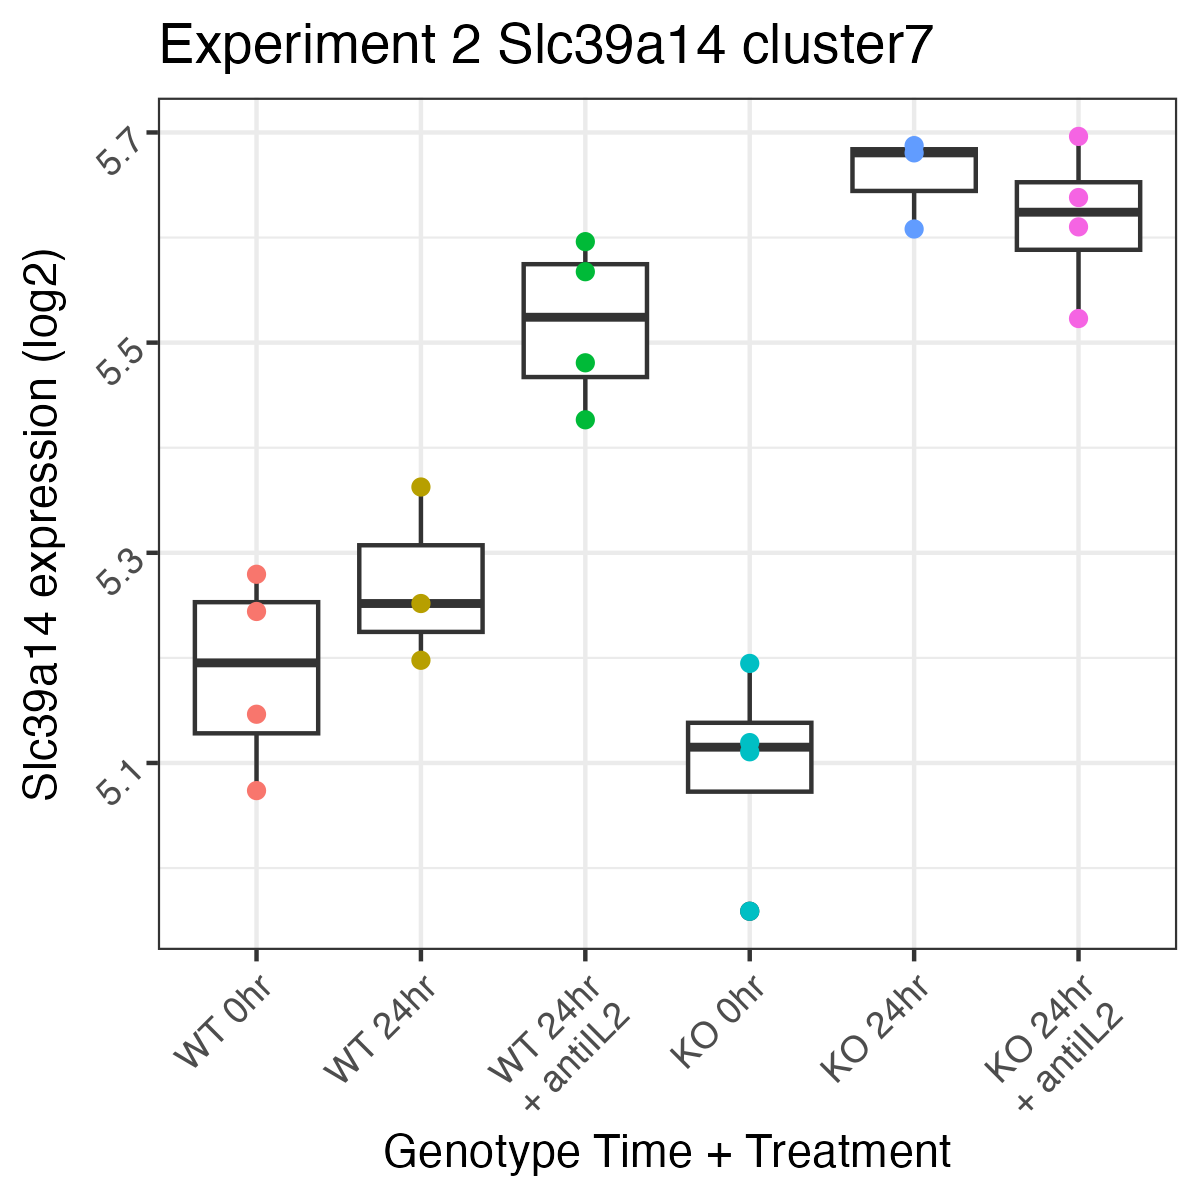 Experiment 2 Slc39a14 cluster7
Slc39a14 expression (log2)
5.7
5.5
5.3
5.1
WT 0hr
WT 24hr
WT 24hr
+ antiIL2
KO 0hr
KO 24hr
KO 24hr
+ antiIL2
Genotype Time + Treatment